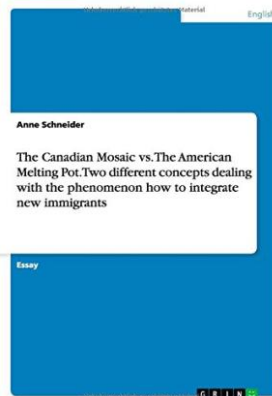 English
Anne Schneider
The Canadian Mosaic vs. The American
Melting Pot.Two different concepts dealing
with the phenomenon how to integrate
new immigrants
Essay
GRIN